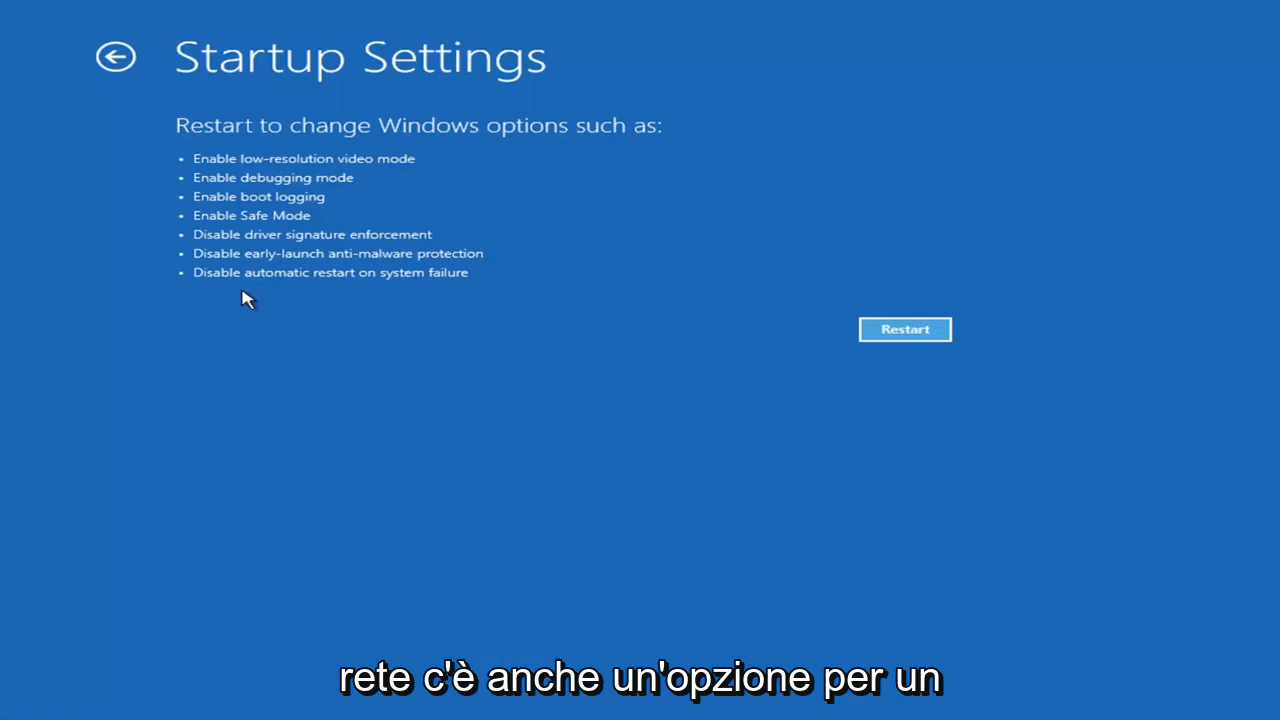 Startup Settings
Restart to change Windows options such as:
• Enable low-resolution video mode
• Enable debugging mode
• Enable boot logging
• Enable Safe Mode
• Disable driver signature enforcement
• Disable early-launch anti-malware protection
• Disable automatic restart on system failure
Restart
rete c'è anche un'opzione per un